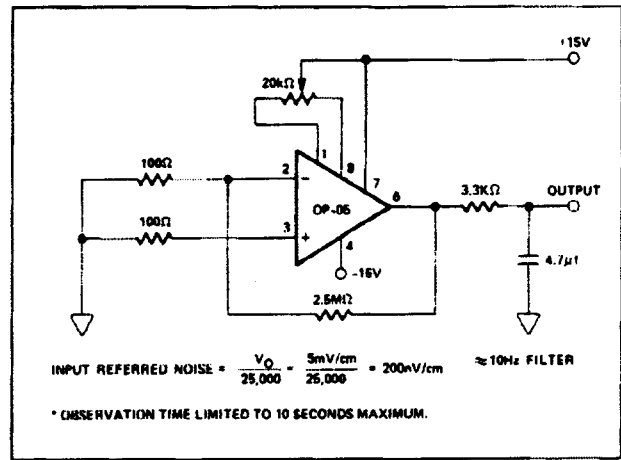 +15V
20kΩ
1
8
7
100Ω
2
−
6
3.3KΩ
OUTPUT
OP-05
100Ω
3
+
4
4.7µf
-15V
2.5MΩ
INPUT REFERRED NOISE = V_O / 25,000 = 5mV/cm / 25,000 = 200nV/cm ≈10Hz FILTER
* OBSERVATION TIME LIMITED TO 10 SECONDS MAXIMUM.